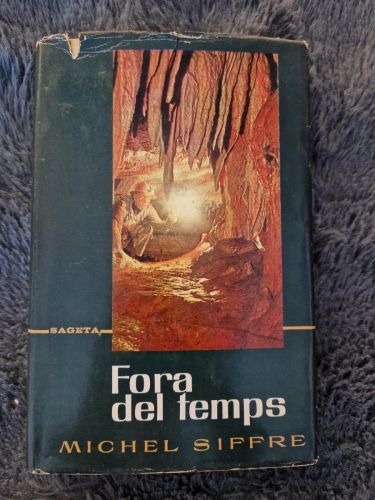 SAGETA
Fora
del temps
MICHEL SIFFRE